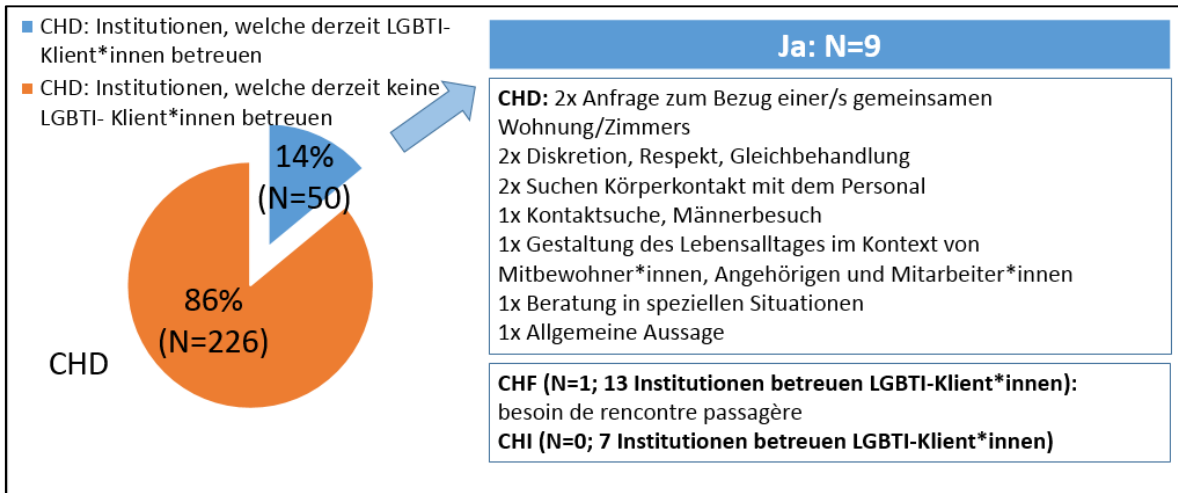 CHD: Institutionen, welche derzeit LGBTI-
Klient*innen betreuen
CHD: Institutionen, welche derzeit keine
LGBTI- Klient*innen betreuen
14%
(N=50)
86%
(N=226)
CHD
Ja: N=9
CHD: 2x Anfrage zum Bezug einer/s gemeinsamen
Wohnung/Zimmers
2x Diskretion, Respekt, Gleichbehandlung
2x Suchen Körperkontakt mit dem Personal
1x Kontaktsuche, Männerbesuch
1x Gestaltung des Lebensalltages im Kontext von
Mitbewohner*innen, Angehörigen und Mitarbeiter*innen
1x Beratung in speziellen Situationen
1x Allgemeine Aussage
CHF (N=1; 13 Institutionen betreuen LGBTI-Klient*innen):
besoin de rencontre passagère
CHI (N=0; 7 Institutionen betreuen LGBTI-Klient*innen)